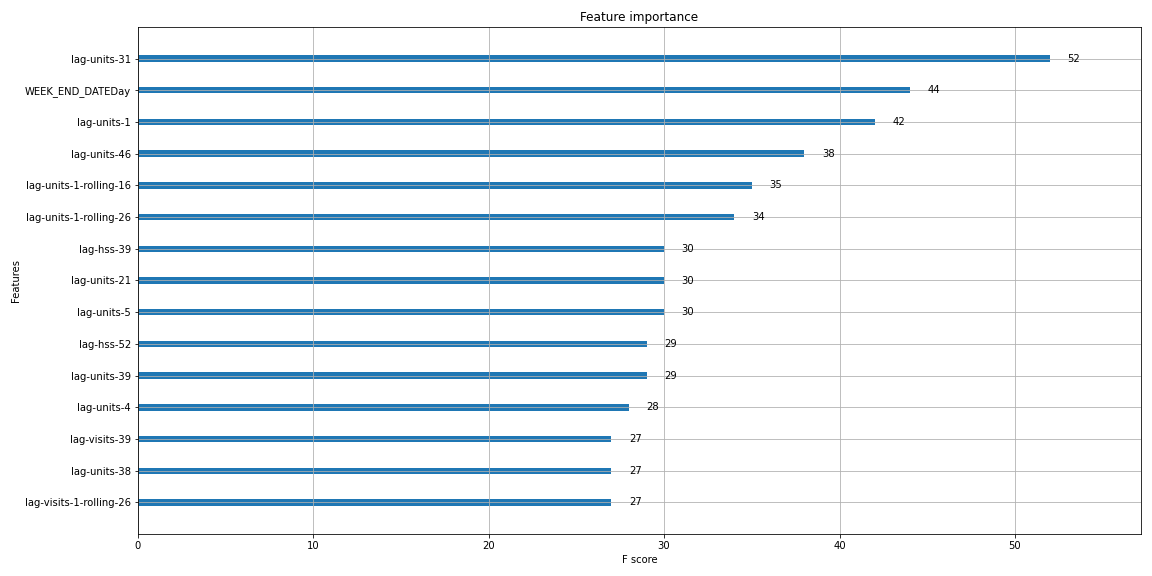 Feature importance
lag-units-31 52
WEEK_END_DATEDay 44
lag-units-1 42
lag-units-46 38
lag-units-1-rolling-16 35
lag-units-1-rolling-26 34
lag-hss-39 30
lag-units-21 30
lag-units-5 30
lag-hss-52 29
lag-units-39 29
lag-units-4 28
lag-visits-39 27
lag-units-38 27
lag-visits-1-rolling-26 27
Features
0 10 20 30 40 50
F score